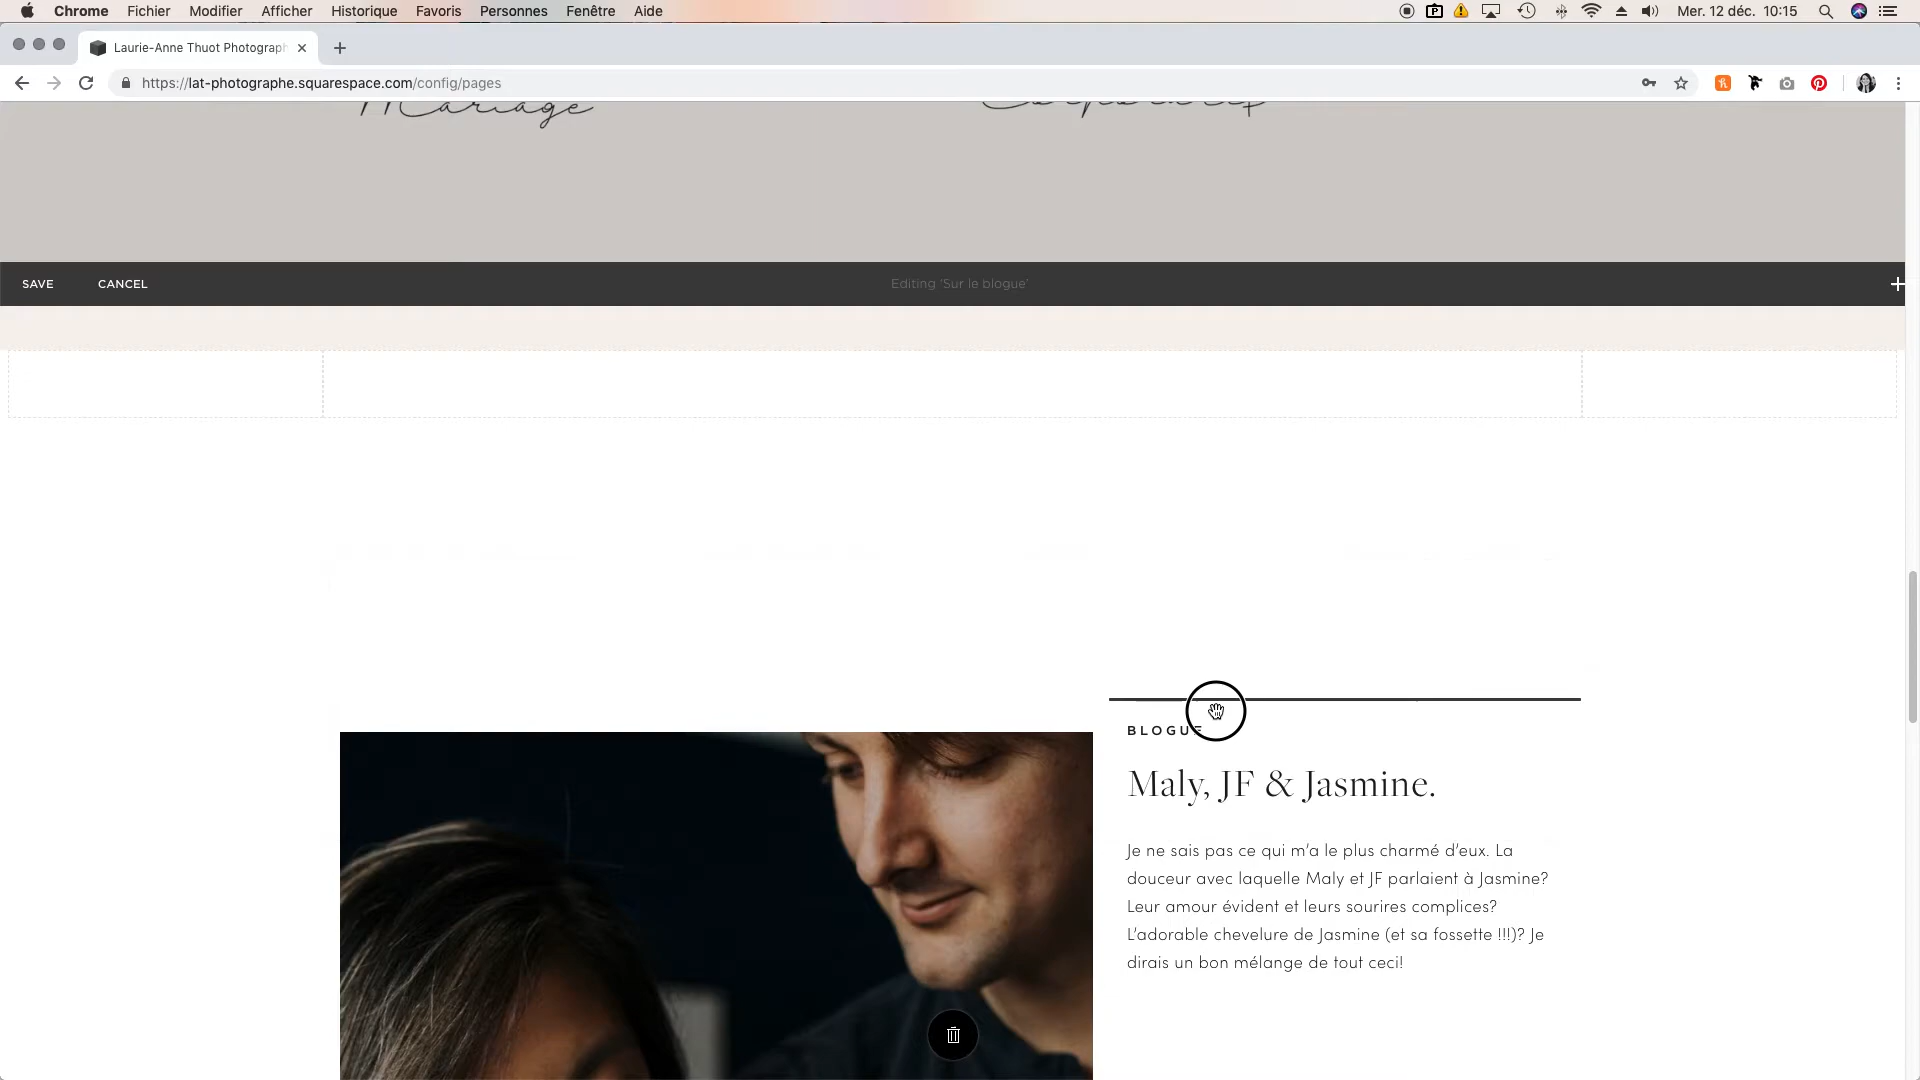 Chrome Fichier Modifier Afficher Historique Favoris Personnes Fenêtre Aide
Mer. 12 déc. 10:15
Laurie-Anne Thuot Photograph
https://lat-photographe.squarespace.com/config/pages
Mariage
SAVE CANCEL Editing 'Sur le blogue'
BLOGUE
Maly, JF & Jasmine.
Je ne sais pas ce qui m’a le plus charmé d’eux. La
douceur avec laquelle Maly et JF parlaient à Jasmine?
Leur amour évident et leurs sourires complices?
L’adorable chevelure de Jasmine (et sa fossette !!!)? Je
dirais un bon mélange de tout ceci!